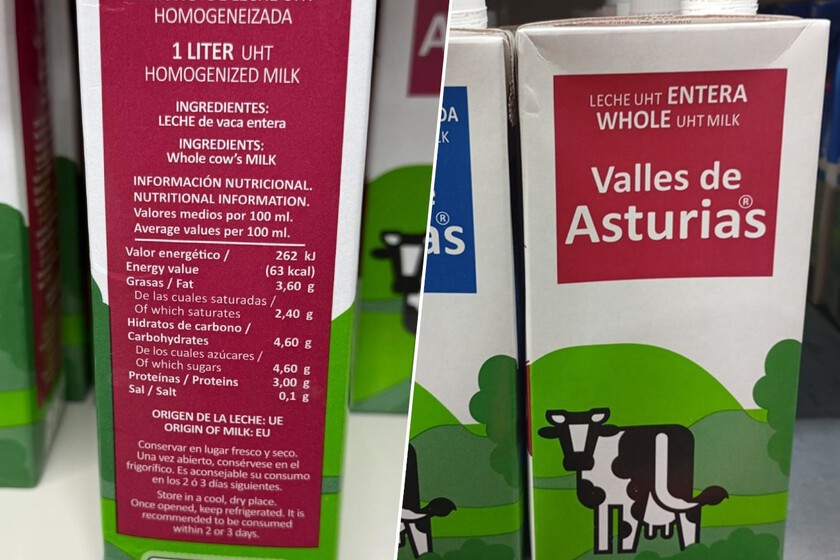 HOMOGENEIZADA
1 LITER UHT
HOMOGENIZED MILK
INGREDIENTES:
LECHE de vaca entera
INGREDIENTS:
Whole cow's MILK
INFORMACIÓN NUTRICIONAL.
NUTRITIONAL INFORMATION.
Valores medios por 100 ml.
Average values per 100 ml.
Valor energético / 262 kJ
Energy value (63 kcal)
Grasas / Fat 3,60 g
De las cuales saturadas /
Of which saturates 2,40 g
Hidratos de carbono /
Carbohydrates 4,60 g
De los cuales azúcares /
Of which sugars 4,60 g
Proteínas / Proteins 3,00 g
Sal / Salt 0,1 g
ORIGEN DE LA LECHE: UE
ORIGIN OF MILK: EU
Conservar en lugar fresco y seco.
Una vez abierto, consérvese en el
frigorífico. Es aconsejable su consumo
en los 2 ó 3 días siguientes.
Store in a cool, dry place.
Once opened, keep refrigerated. It is
recommended to be consumed
within 2 or 3 days.
LECHE UHT ENTERA
WHOLE UHT MILK
Valles de
Asturias®